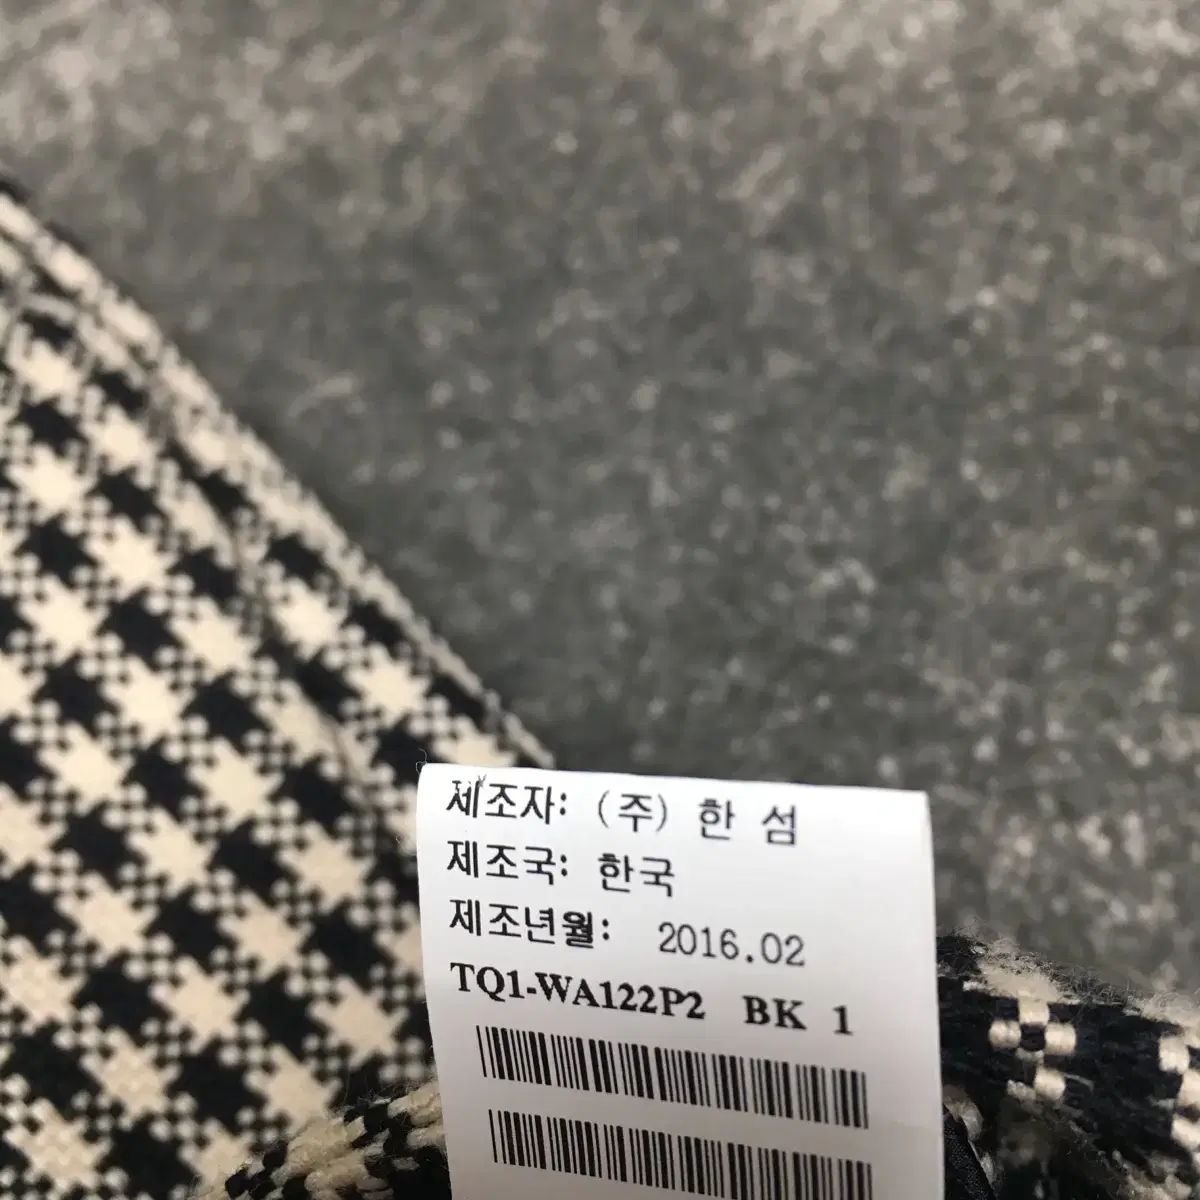 제조자: (주) 한 섬
제조국: 한국
제조년월: 2016.02
TQ1-WA122P2 BK 1